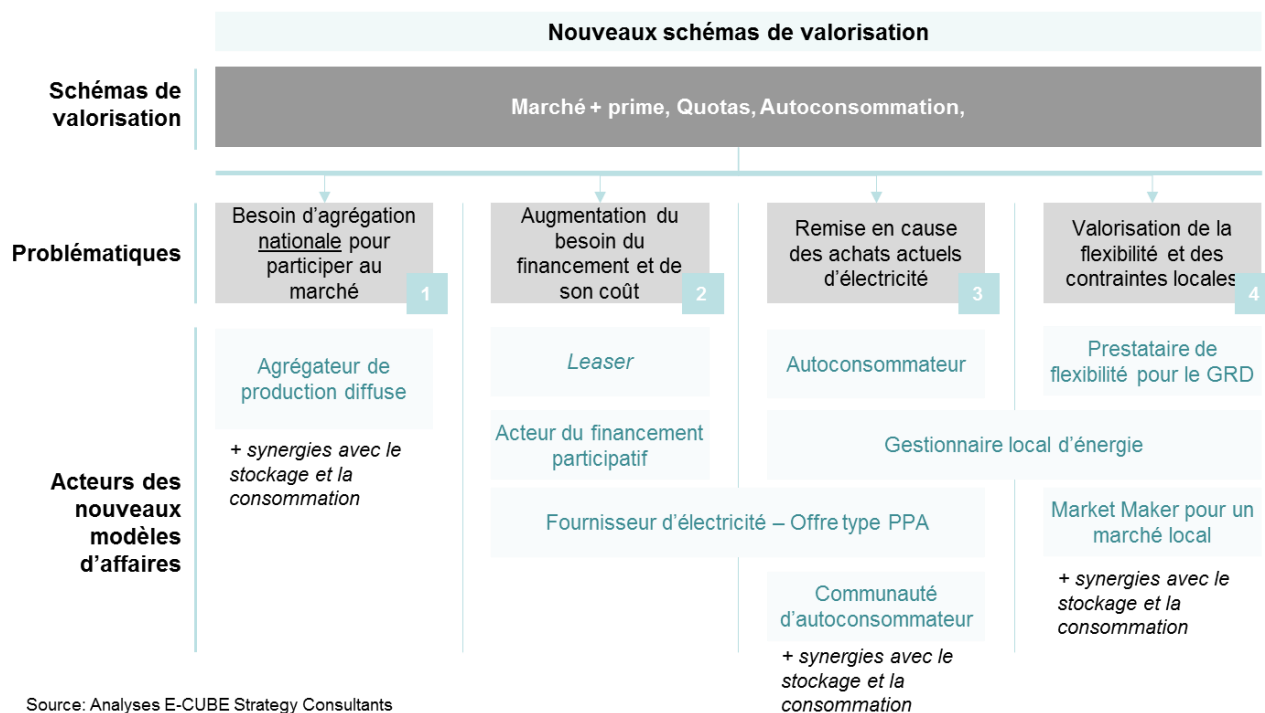 Nouveaux schémas de valorisation
Schémas de
valorisation
Marché + prime, Quotas, Autoconsommation,
Problématiques
Besoin d'agrégation
nationale pour
participer au
marché
1
Augmentation du
besoin du
financement et de
son coût
2
Remise en cause
des achats actuels
d'électricité
3
Valorisation de la
flexibilité et des
contraintes locales
4
Acteurs des
nouveaux
modèles
d'affaires
Agrégateur de
production diffuse
+ synergies avec le
stockage et la
consommation
Leaser
Acteur du financement
participatif
Fournisseur d'électricité – Offre type PPA
Autoconsommateur
Gestionnaire local d'énergie
Communauté
d'autoconsommateur
+ synergies avec le
stockage et la
consommation
Prestataire de
flexibilité pour le GRD
Market Maker pour un
marché local
+ synergies avec le
stockage et la
consommation
Source: Analyses E-CUBE Strategy Consultants